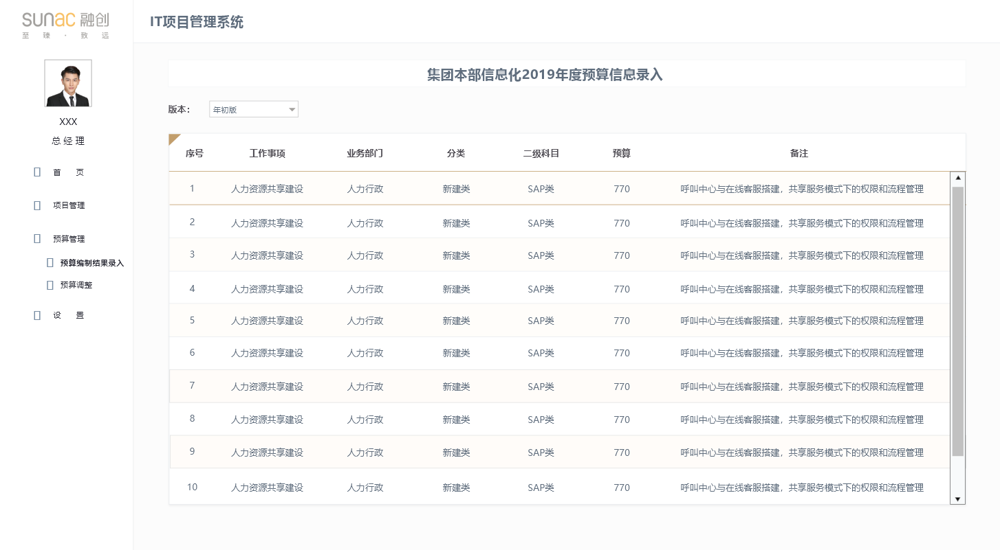 sunac 融创
至 臻 · 致 远
IT项目管理系统
XXX
总 经 理
首 页
项目管理
预算管理
预算编制结果录入
预算调整
设 置
集团本部信息化2019年度预算信息录入
版本： 年初版
序号 工作事项 业务部门 分类 二级科目 预算 备注
1 人力资源共享建设 人力行政 新建类 SAP类 770 呼叫中心与在线客服搭建，共享服务模式下的权限和流程管理
2 人力资源共享建设 人力行政 新建类 SAP类 770 呼叫中心与在线客服搭建，共享服务模式下的权限和流程管理
3 人力资源共享建设 人力行政 新建类 SAP类 770 呼叫中心与在线客服搭建，共享服务模式下的权限和流程管理
4 人力资源共享建设 人力行政 新建类 SAP类 770 呼叫中心与在线客服搭建，共享服务模式下的权限和流程管理
5 人力资源共享建设 人力行政 新建类 SAP类 770 呼叫中心与在线客服搭建，共享服务模式下的权限和流程管理
6 人力资源共享建设 人力行政 新建类 SAP类 770 呼叫中心与在线客服搭建，共享服务模式下的权限和流程管理
7 人力资源共享建设 人力行政 新建类 SAP类 770 呼叫中心与在线客服搭建，共享服务模式下的权限和流程管理
8 人力资源共享建设 人力行政 新建类 SAP类 770 呼叫中心与在线客服搭建，共享服务模式下的权限和流程管理
9 人力资源共享建设 人力行政 新建类 SAP类 770 呼叫中心与在线客服搭建，共享服务模式下的权限和流程管理
10 人力资源共享建设 人力行政 新建类 SAP类 770 呼叫中心与在线客服搭建，共享服务模式下的权限和流程管理